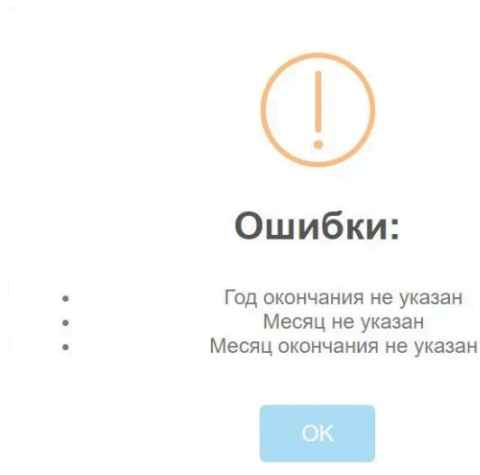 Ошибки:
Год окончания не указан
Месяц не указан
Месяц окончания не указан
OK